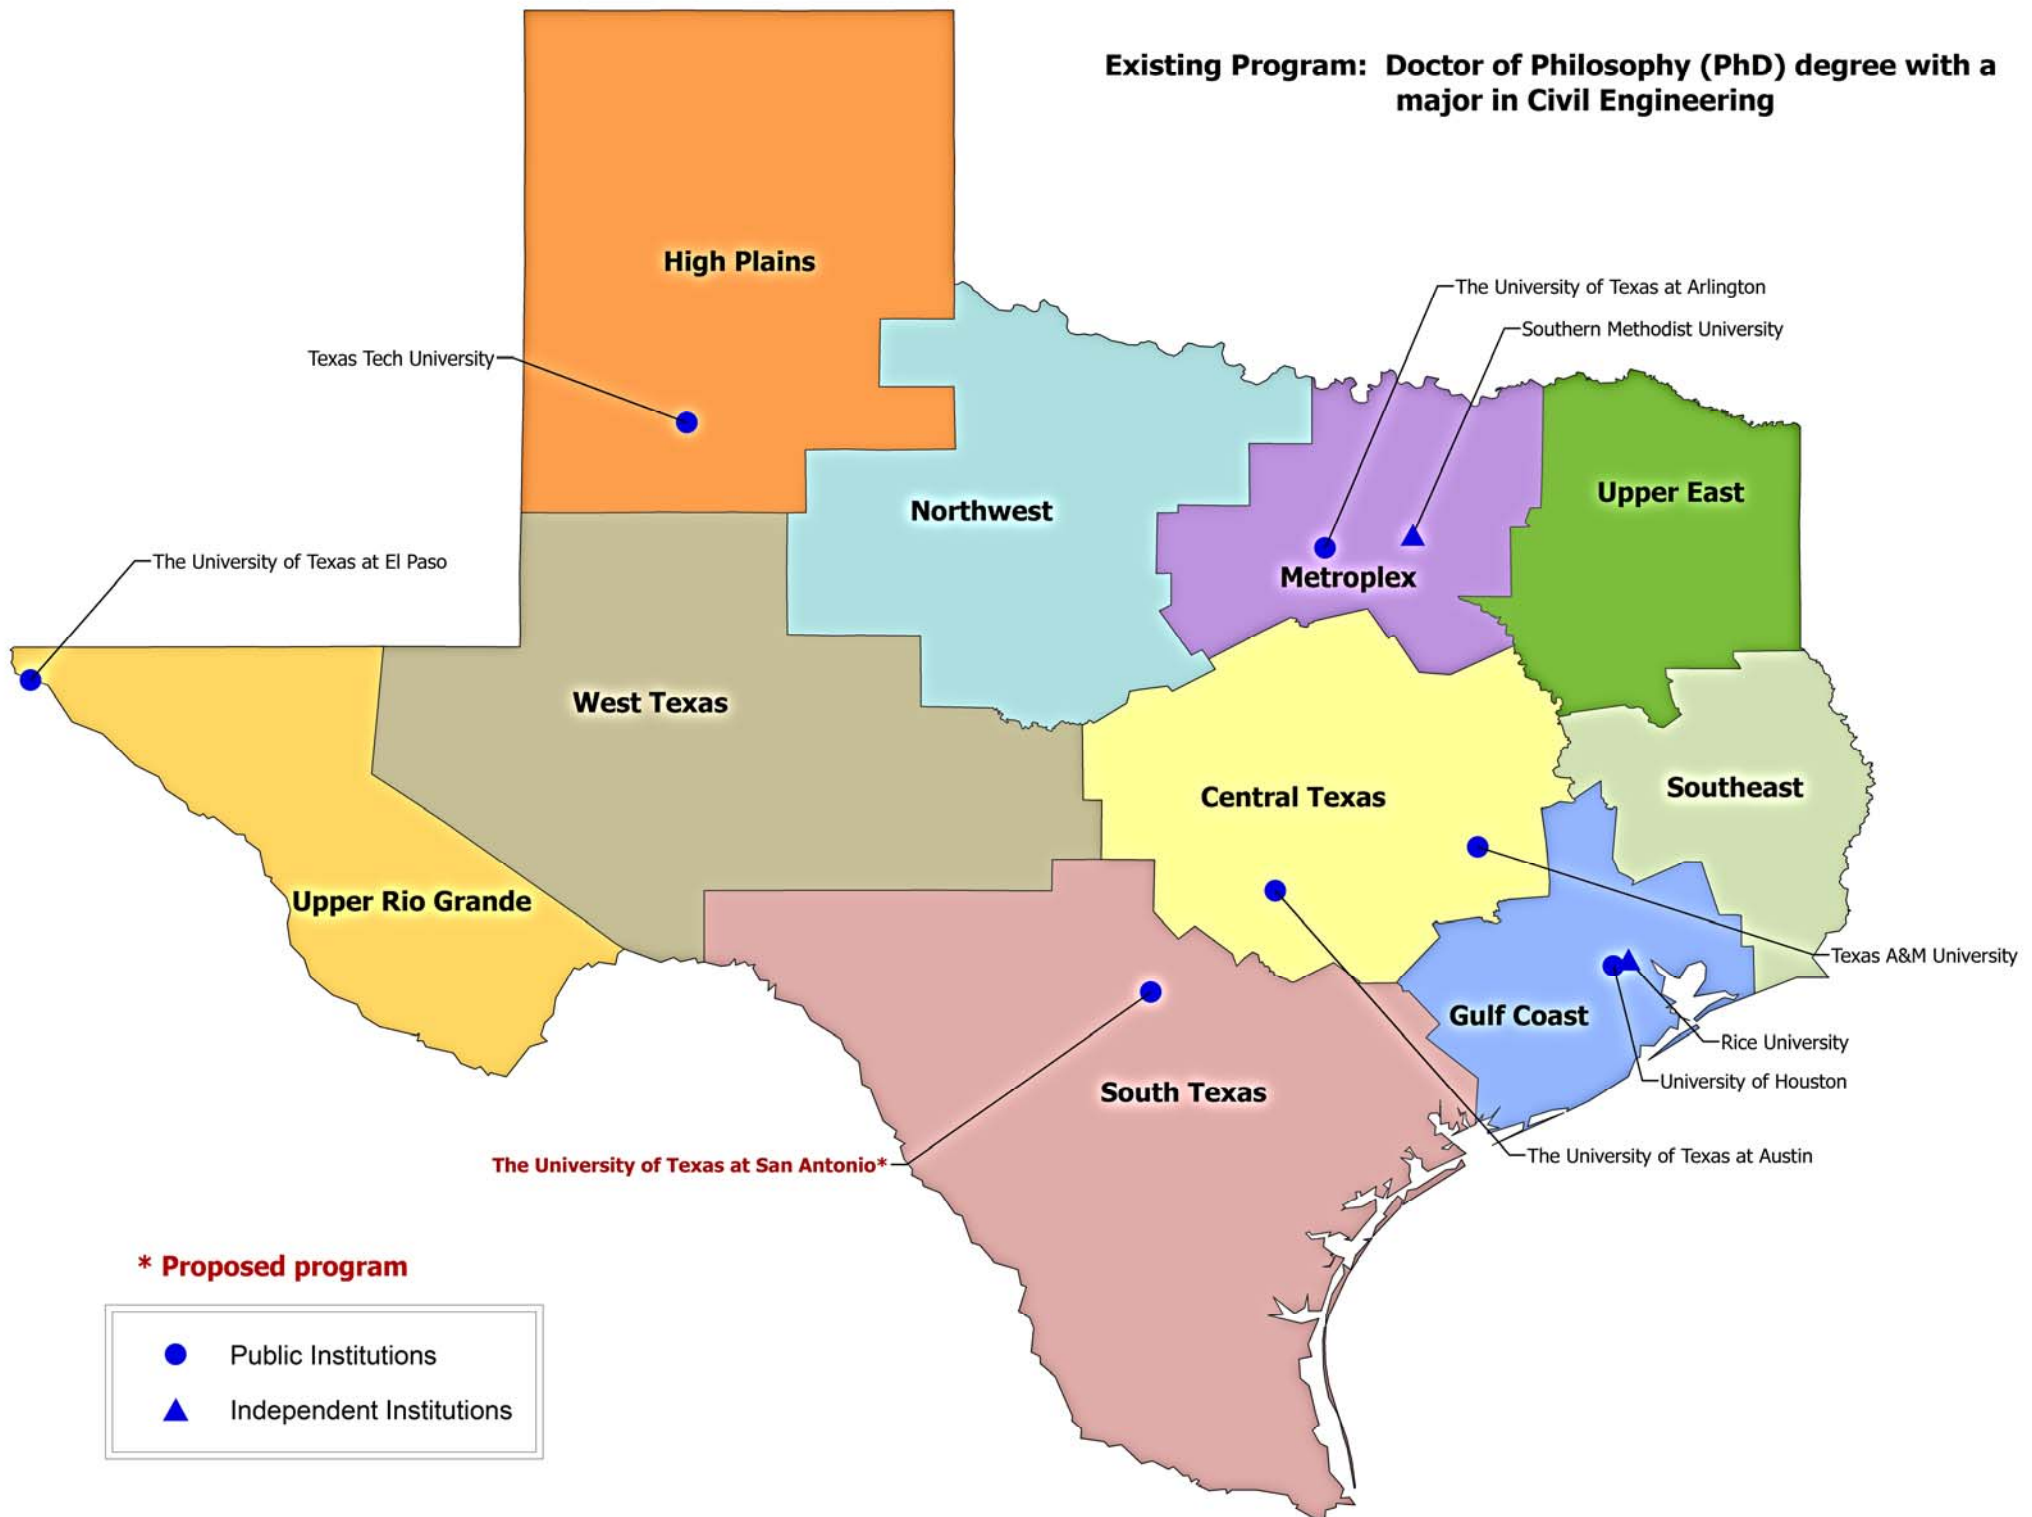 Existing Program: Doctor of Philosophy (PhD) degree with a
major in Civil Engineering
High Plains
The University of Texas at Arlington
Southern Methodist University
Texas Tech University
Upper East
Northwest
The University of Texas at El Paso
Metroplex
West Texas
Southeast
Central Texas
Upper Rio Grande
Texas A&M University
Gulf Coast
Rice University
University of Houston
South Texas
The University of Texas at Austin
The University of Texas at San Antonio*
* Proposed program
Public Institutions
Independent Institutions